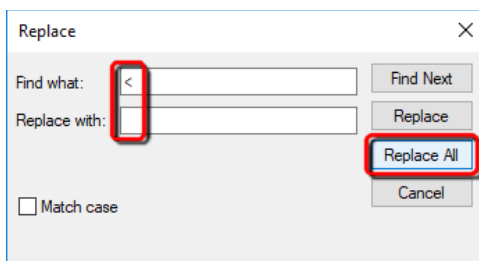 Replace
Find what: <
Find Next
Replace with:
Replace
Replace All
Cancel
Match case